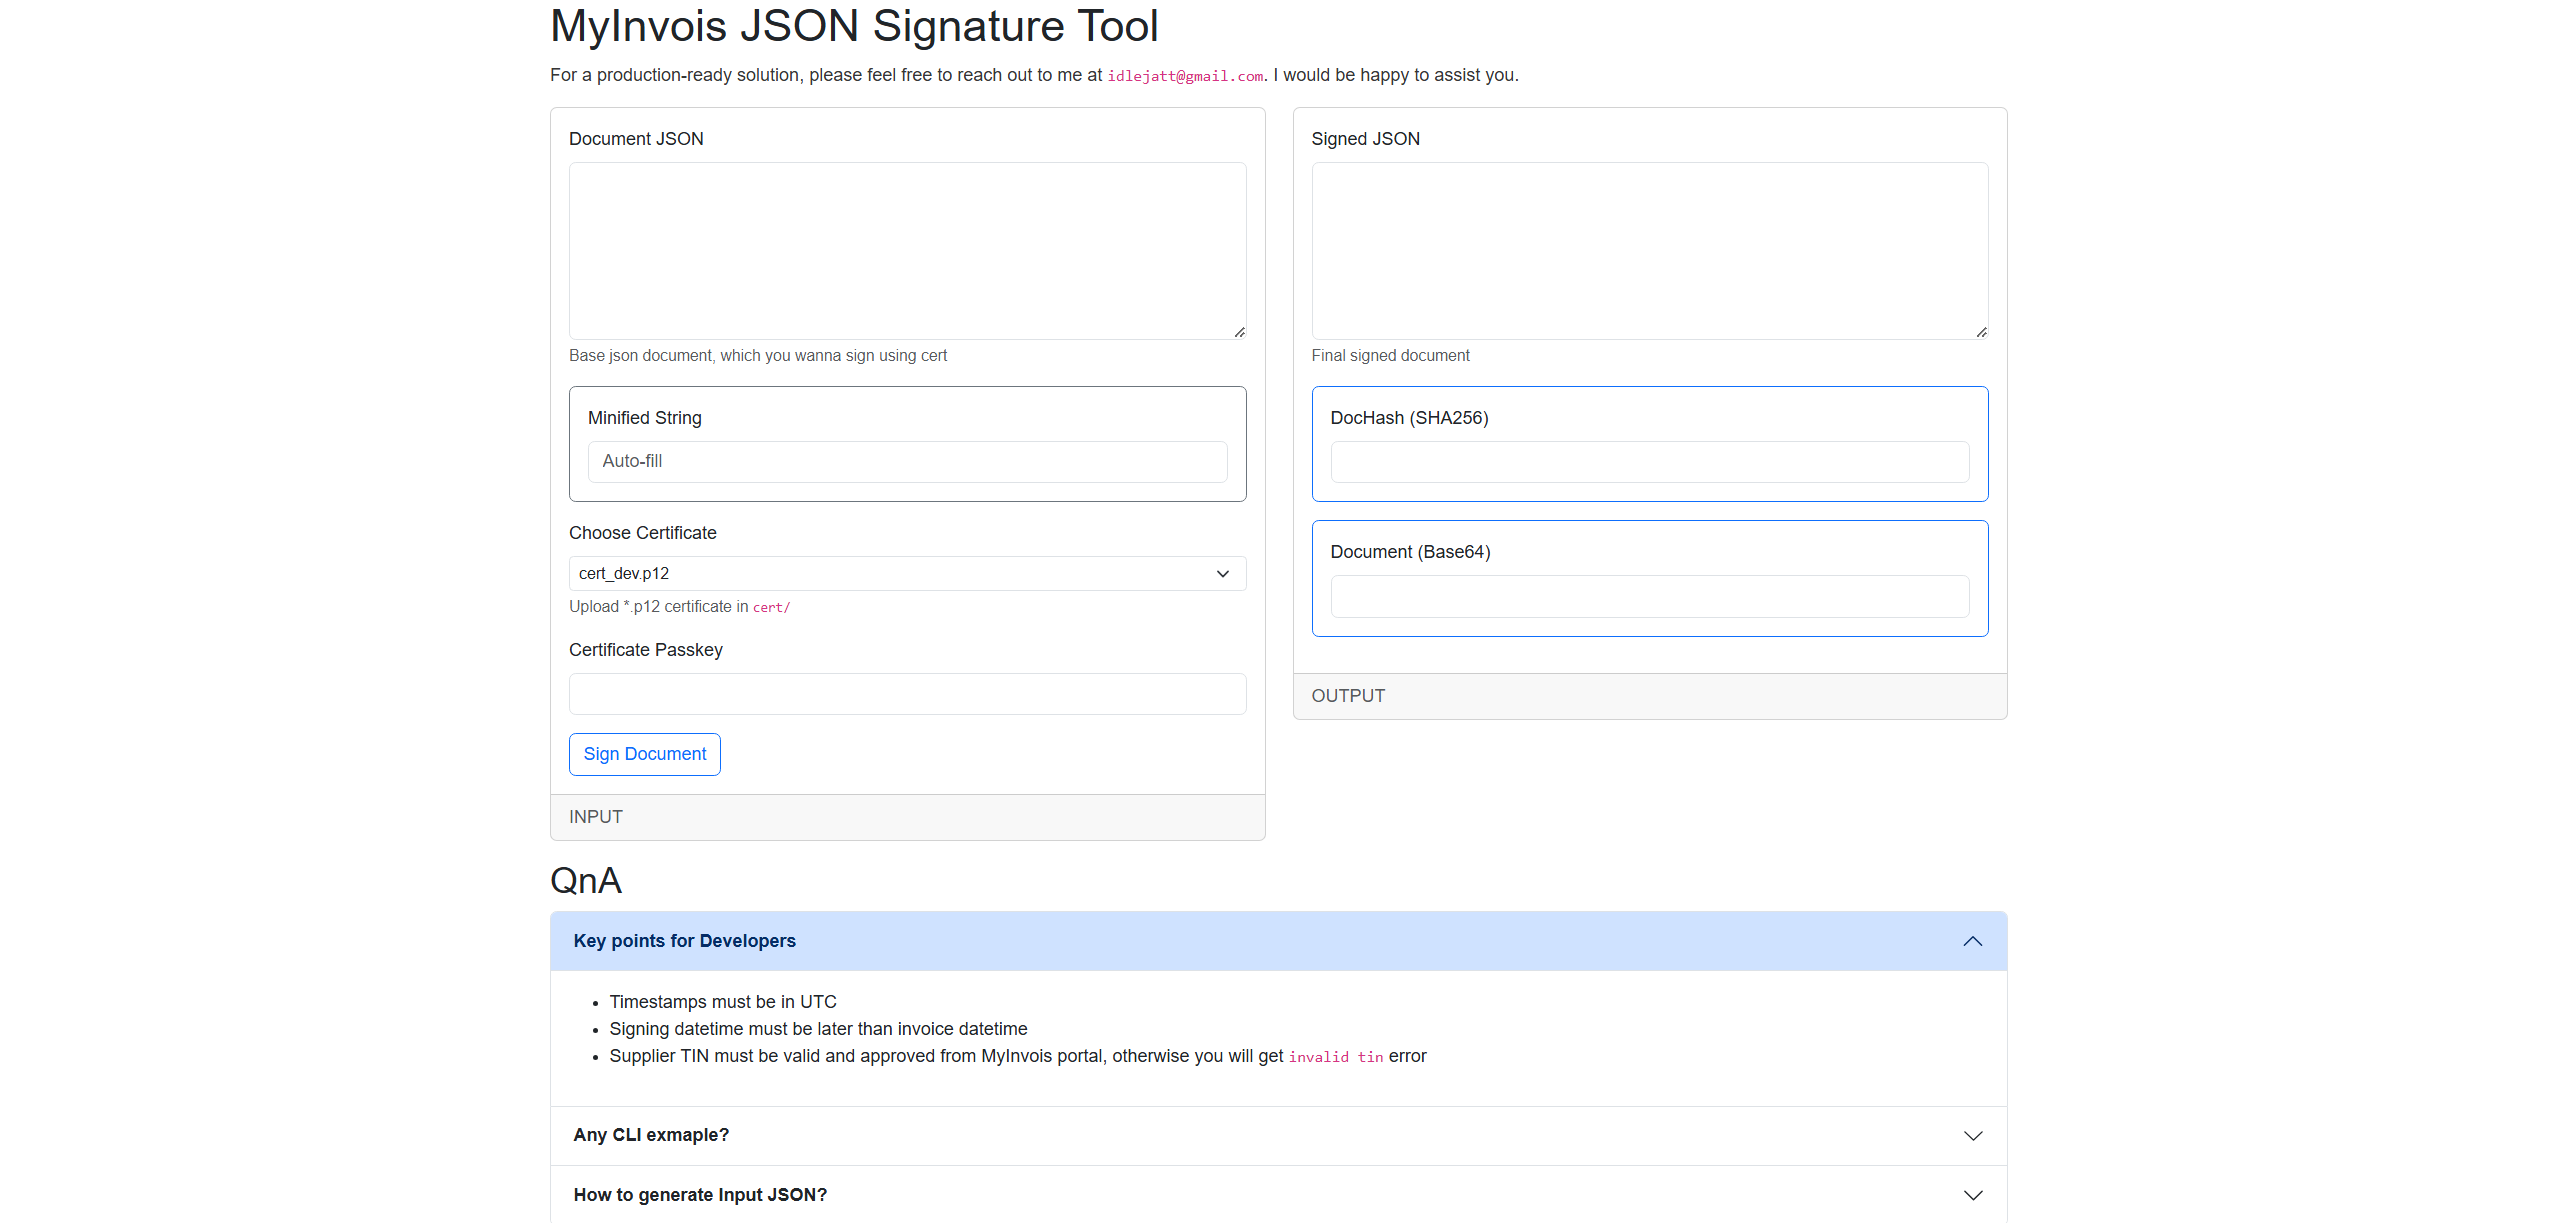 MyInvois JSON Signature Tool
For a production-ready solution, please feel free to reach out to me at idlejatt@gmail.com. I would be happy to assist you.
Document JSON
Base json document, which you wanna sign using cert
Minified String
Auto-fill
Choose Certificate
cert_dev.p12
Upload *.p12 certificate in cert/
Certificate Passkey
Sign Document
INPUT
Signed JSON
Final signed document
DocHash (SHA256)
Document (Base64)
OUTPUT
QnA
Key points for Developers
• Timestamps must be in UTC
• Signing datetime must be later than invoice datetime
• Supplier TIN must be valid and approved from MyInvois portal, otherwise you will get invalid tin error
Any CLI exmaple?
How to generate Input JSON?